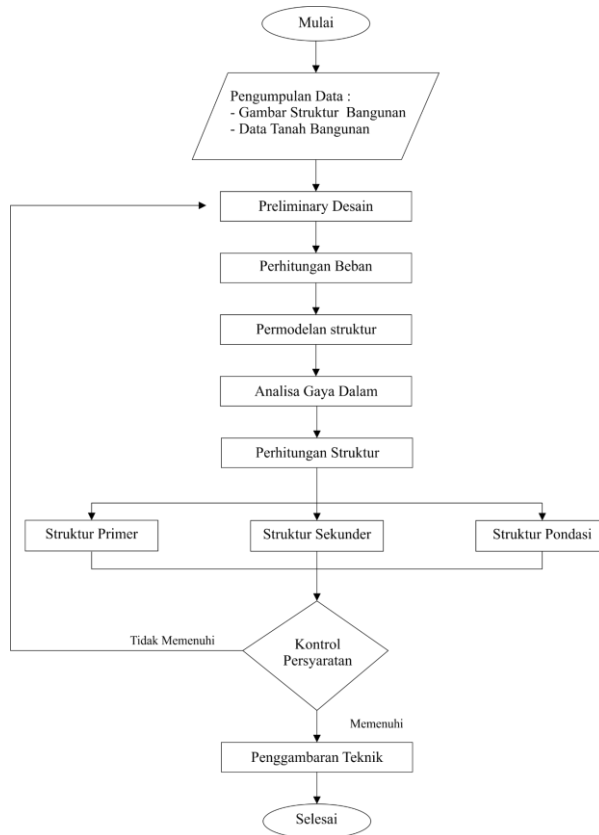 Mulai
Pengumpulan Data :
- Gambar Struktur Bangunan
- Data Tanah Bangunan
Preliminary Desain
Perhitungan Beban
Permodelan struktur
Analisa Gaya Dalam
Perhitungan Struktur
Struktur Primer
Struktur Sekunder
Struktur Pondasi
Tidak Memenuhi
Kontrol
Persyaratan
Memenuhi
Penggambaran Teknik
Selesai